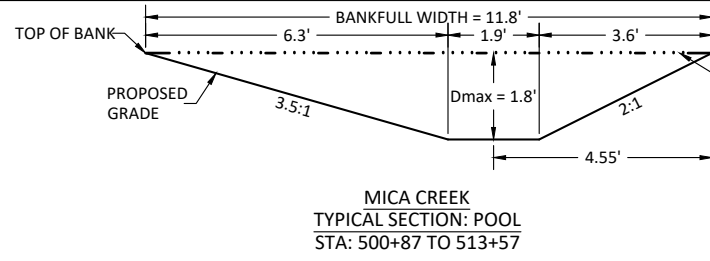 BANKFULL WIDTH = 11.8'
TOP OF BANK
6.3'
1.9'
3.6'
PROPOSED
GRADE
3.5:1
Dmax = 1.8'
2:1
4.55'
MICA CREEK
TYPICAL SECTION: POOL
STA: 500+87 TO 513+57